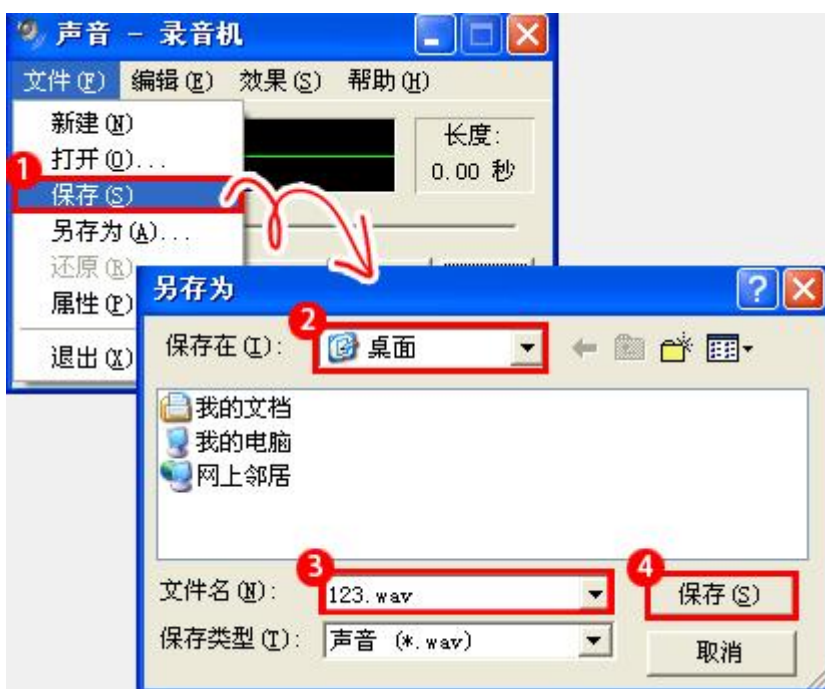 声音 - 录音机
文件(F) 编辑(E) 效果(S) 帮助(H)
新建(N)
打开(O)...
长度:
0.00 秒
1
保存(S)
另存为(A)...
还原(R)
属性(P)
退出(X)
另存为
2
保存在(I): 桌面
我的文档
我的电脑
网上邻居
3
4
文件名(N): 123.wav 保存(S)
保存类型(T): 声音 (*.wav) 取消